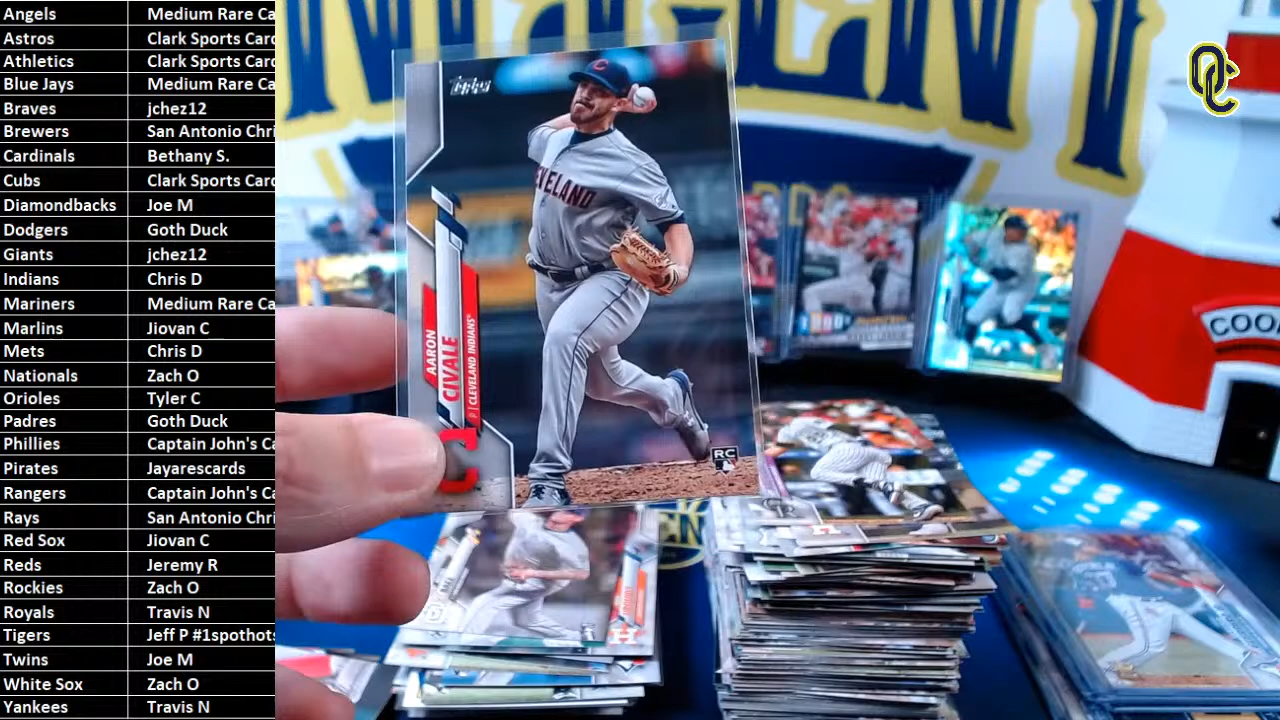 Angels Medium Rare Ca
Astros Clark Sports Card
Athletics Clark Sports Card
Blue Jays Medium Rare Ca
Braves jchez12
Brewers San Antonio Chri
Cardinals Bethany S.
Cubs Clark Sports Card
Diamondbacks Joe M
Dodgers Goth Duck
Giants jchez12
Indians Chris D
Mariners Medium Rare Ca
Marlins Jiovan C
Mets Chris D
Nationals Zach O
Orioles Tyler C
Padres Goth Duck
Phillies Captain John's Ca
Pirates Jayarescards
Rangers Captain John's Ca
Rays San Antonio Chri
Red Sox Jiovan C
Reds Jeremy R
Rockies Zach O
Royals Travis N
Tigers Jeff P #1spothots
Twins Joe M
White Sox Zach O
Yankees Travis N
OC
Topps
C
EVELAND
AARON
CIVALE
P | CLEVELAND INDIANS
RC
COO
H